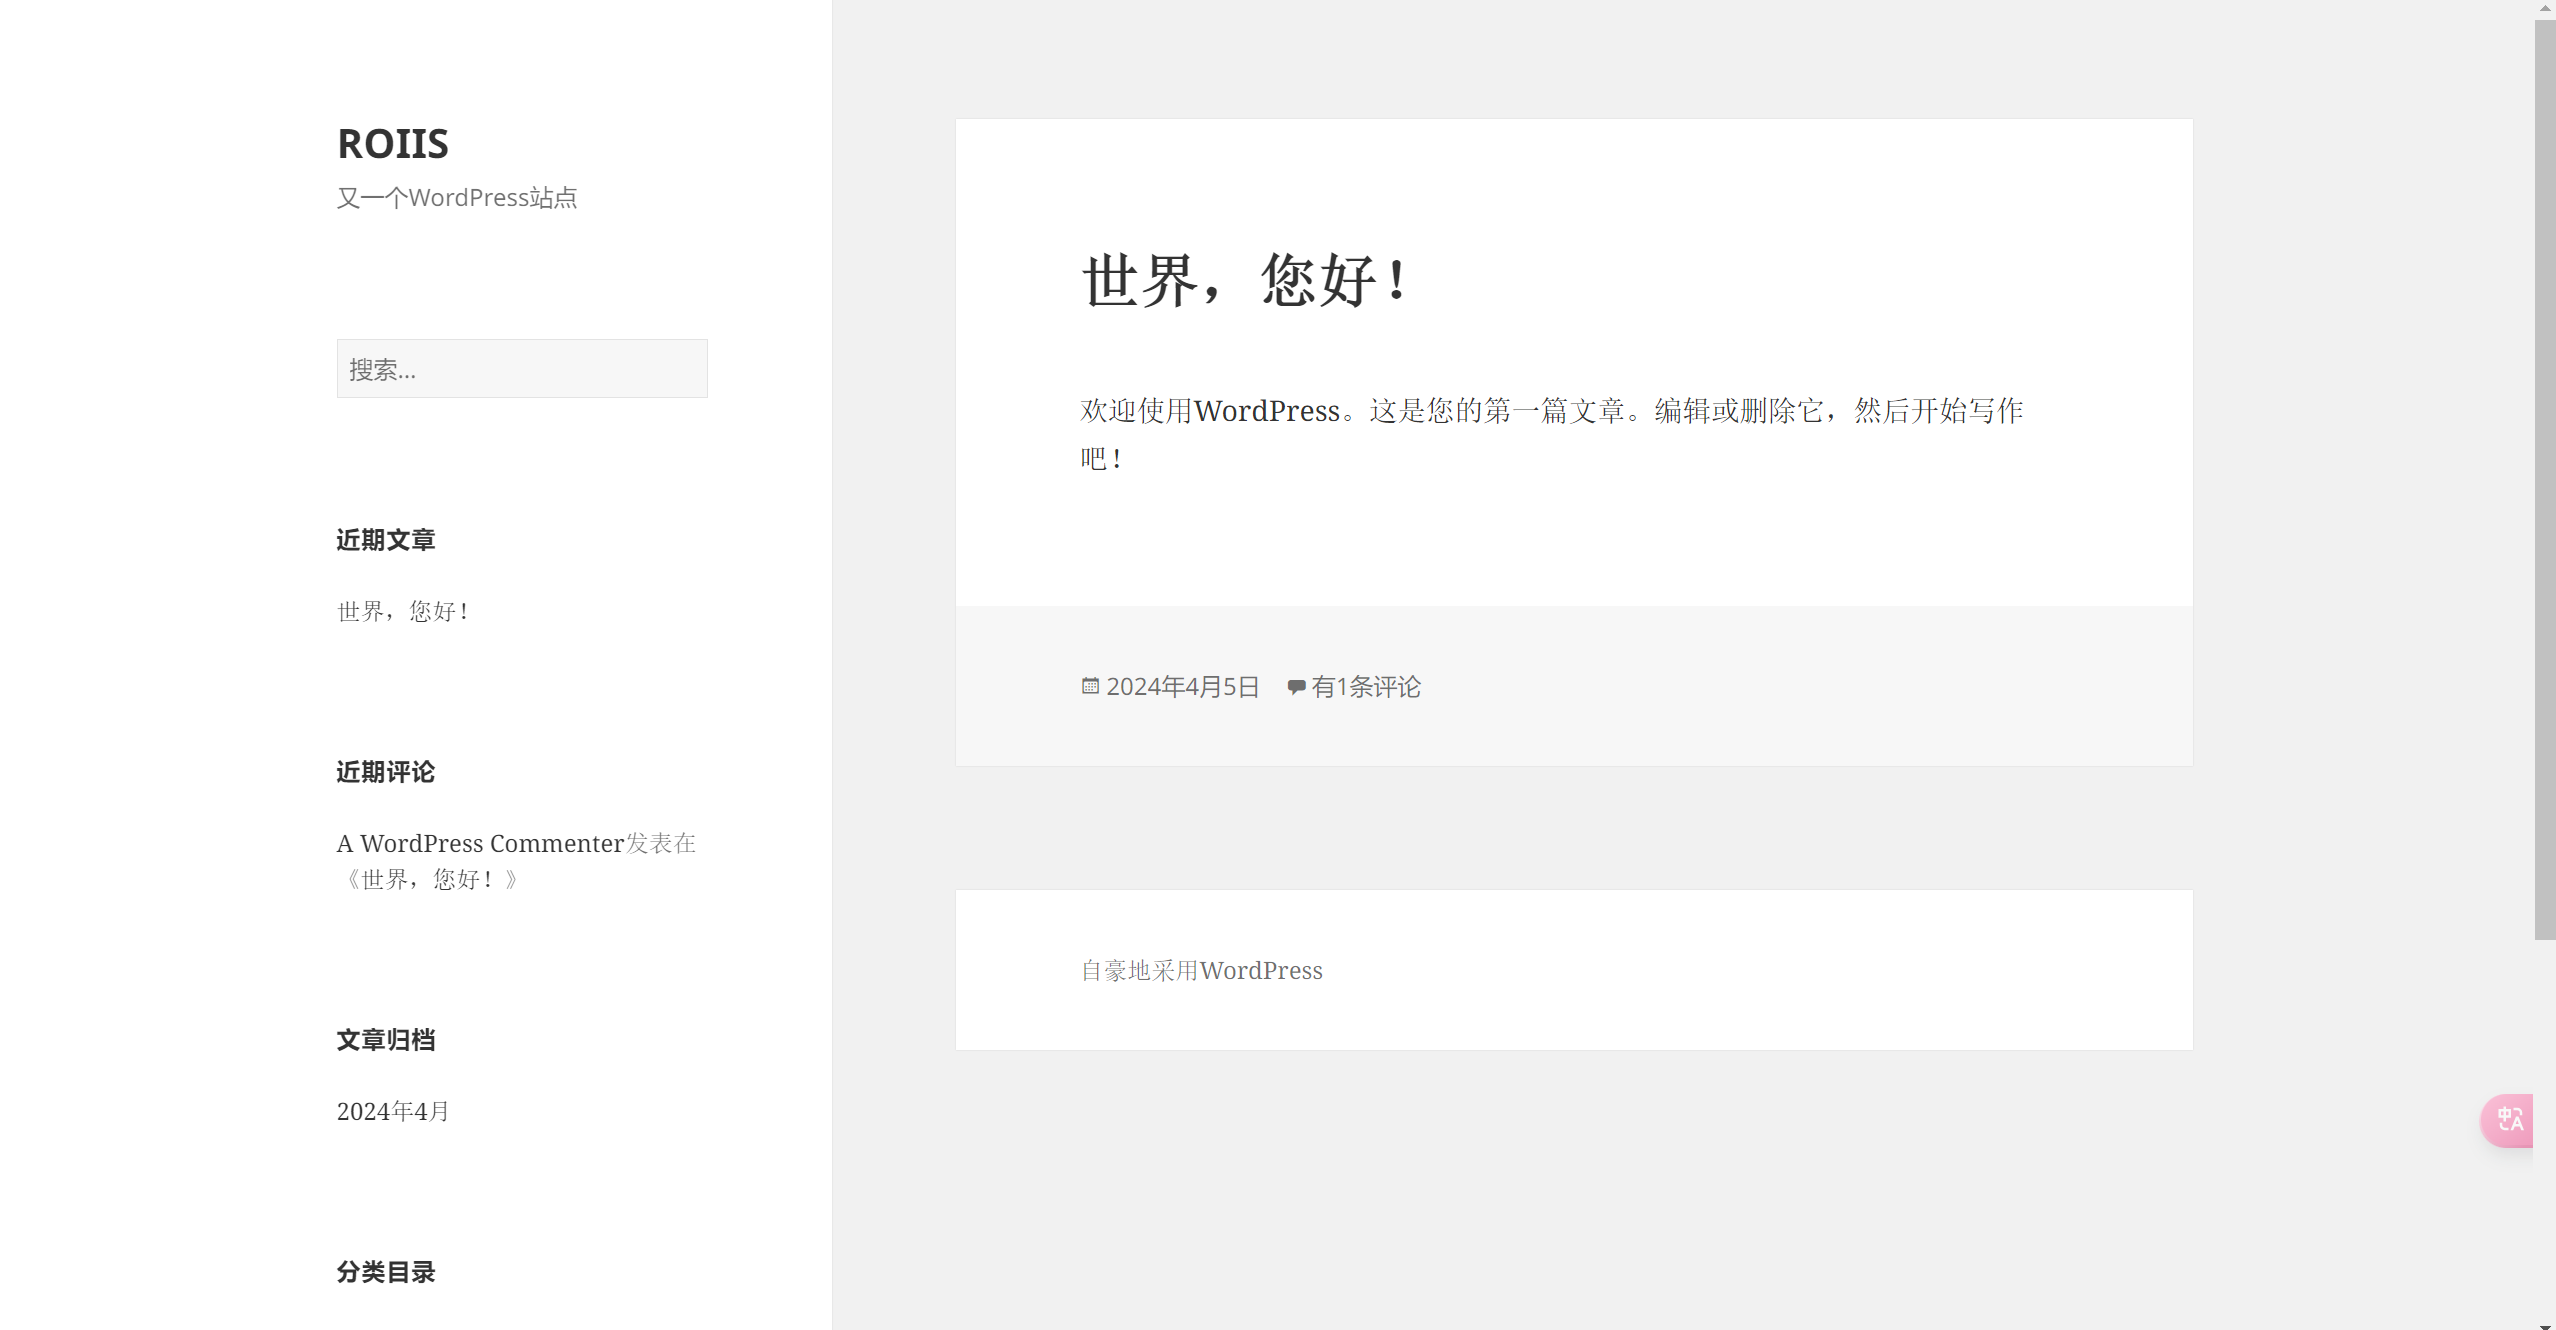 ROIIS
又一个WordPress站点
搜索…
近期文章
世界，您好！
近期评论
A WordPress Commenter发表在
《世界，您好！》
文章归档
2024年4月
分类目录
世界，您好！
欢迎使用WordPress。这是您的第一篇文章。编辑或删除它，然后开始写作
吧！
2024年4月5日 有1条评论
自豪地采用WordPress
中A